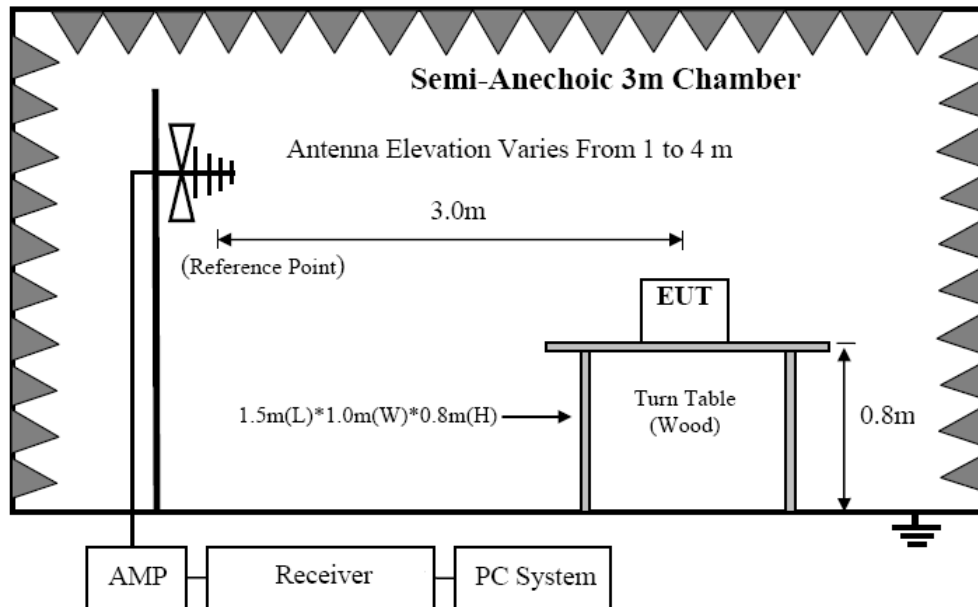 Semi-Anechoic 3m Chamber
Antenna Elevation Varies From 1 to 4 m
3.0m
(Reference Point)
EUT
1.5m(L)*1.0m(W)*0.8m(H)
Turn Table
(Wood)
0.8m
AMP
Receiver
PC System